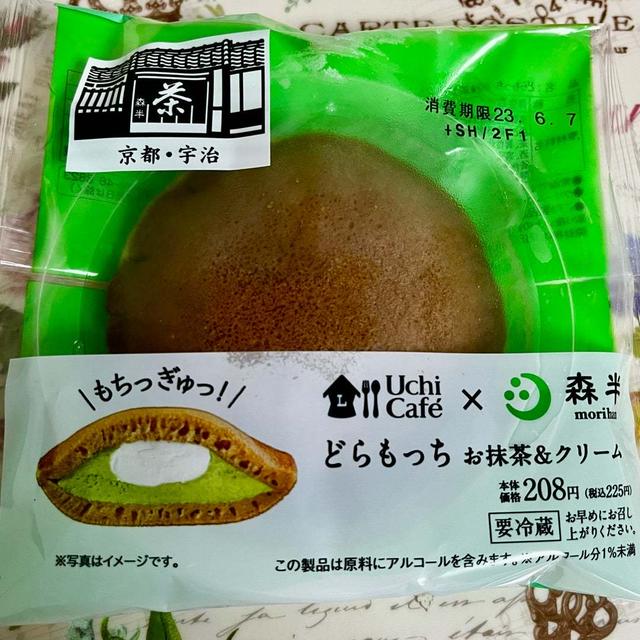 茶
森半
京都・宇治
消費期限23.6.7
+SH/2F1
もちっぎゅっ!
Uchi Café × 森半
morihan
どらもっち お抹茶&クリーム
本体価格208円(税込225円)
要冷蔵 お早めにお召し
上がりください。
※写真はイメージです。
この製品は原料にアルコールを含みます。※アルコール分1%未満